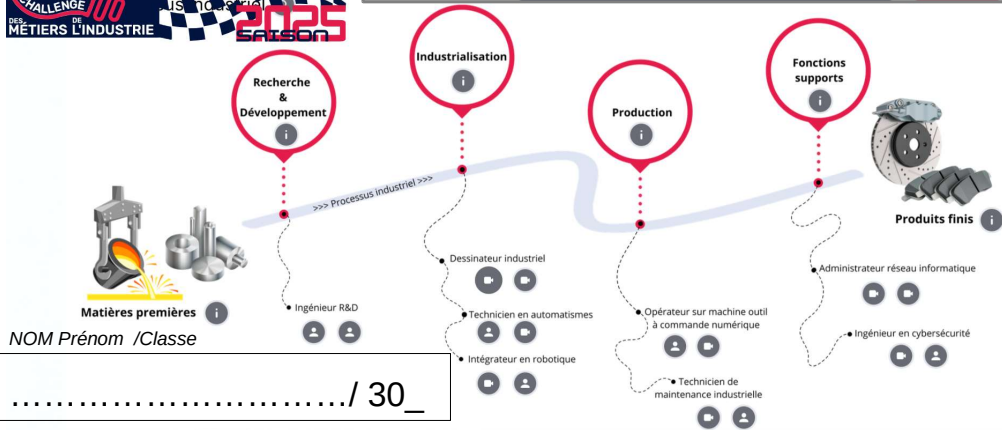 CHALLENGE 100
DES MÉTIERS DE L'INDUSTRIE
SAISON 2025
Recherche
&
Développement
Industrialisation
Production
Fonctions
supports
>>> Processus industriel >>>
Produits finis
Matières premières
Ingénieur R&D
Dessinateur industriel
Technicien en automatismes
Intégrateur en robotique
Opérateur sur machine outil
à commande numérique
Technicien de
maintenance industrielle
Administrateur réseau informatique
Ingénieur en cybersécurité
NOM Prénom /Classe
…………………………/ 30_